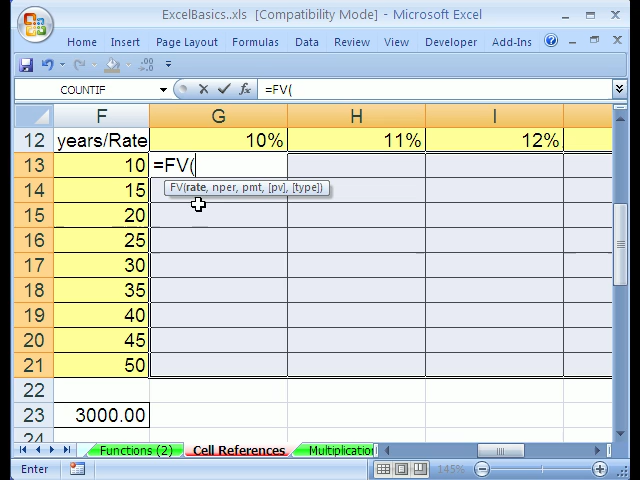 ExcelBasics..xls [Compatibility Mode] - Microsoft Excel
Home Insert Page Layout Formulas Data Review View Developer Add-Ins
COUNTIF fx =FV(
F G H I
12 years/Rate 10% 11% 12%
13 10 =FV(
FV(rate, nper, pmt, [pv], [type])
14 15
15 20
16 25
17 30
18 35
19 40
20 45
21 50
22
23 3000.00
24
Functions (2) Cell References Multiplication
Enter 145%